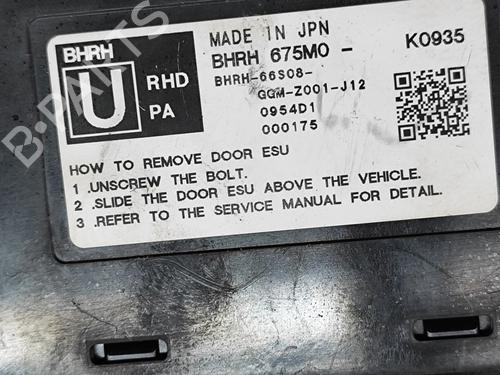 BHRH
U
RHD
PA
MADE IN JPN
BHRH 675M0 -
K0935
BHRH-66S08-
GGM-Z001-J12
0954D1
000175
HOW TO REMOVE DOOR ESU
1 .UNSCREW THE BOLT.
2 .SLIDE THE DOOR ESU ABOVE THE VEHICLE.
3 .REFER TO THE SERVICE MANUAL FOR DETAIL.
B-PARTS